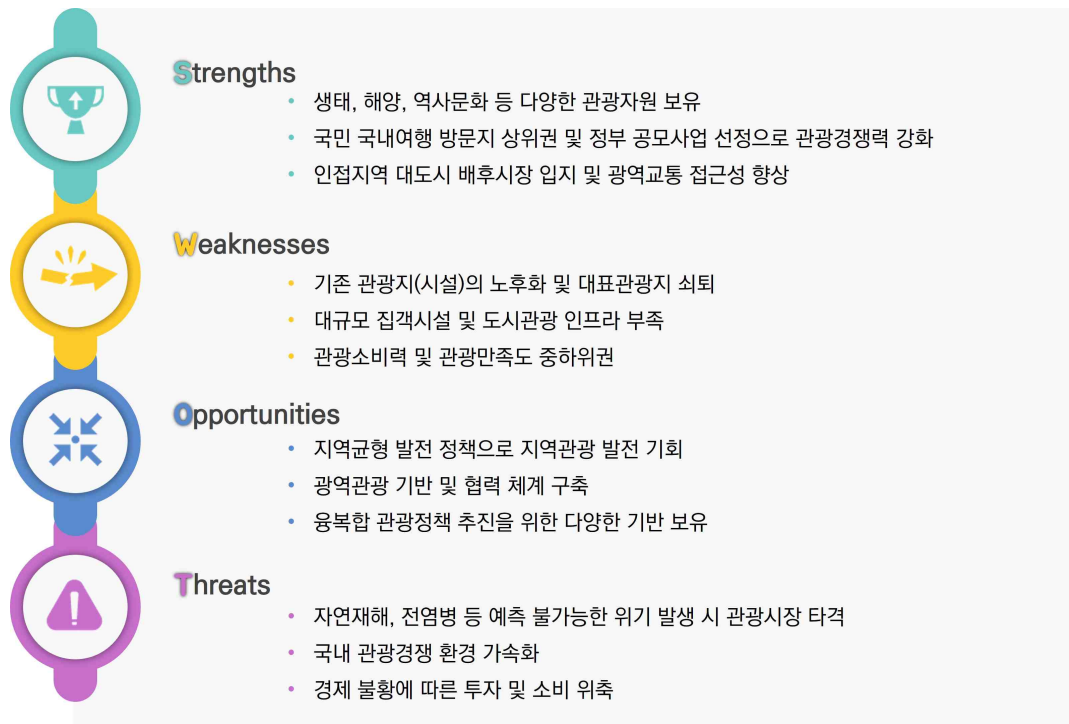 Strengths
• 생태, 해양, 역사문화 등 다양한 관광자원 보유
• 국민 국내여행 방문지 상위권 및 정부 공모사업 선정으로 관광경쟁력 강화
• 인접지역 대도시 배후시장 입지 및 광역교통 접근성 향상
Weaknesses
• 기존 관광지(시설)의 노후화 및 대표관광지 쇠퇴
• 대규모 집객시설 및 도시관광 인프라 부족
• 관광소비력 및 관광만족도 중하위권
Opportunities
• 지역균형 발전 정책으로 지역관광 발전 기회
• 광역관광 기반 및 협력 체계 구축
• 융복합 관광정책 추진을 위한 다양한 기반 보유
Threats
• 자연재해, 전염병 등 예측 불가능한 위기 발생 시 관광시장 타격
• 국내 관광경쟁 환경 가속화
• 경제 불황에 따른 투자 및 소비 위축